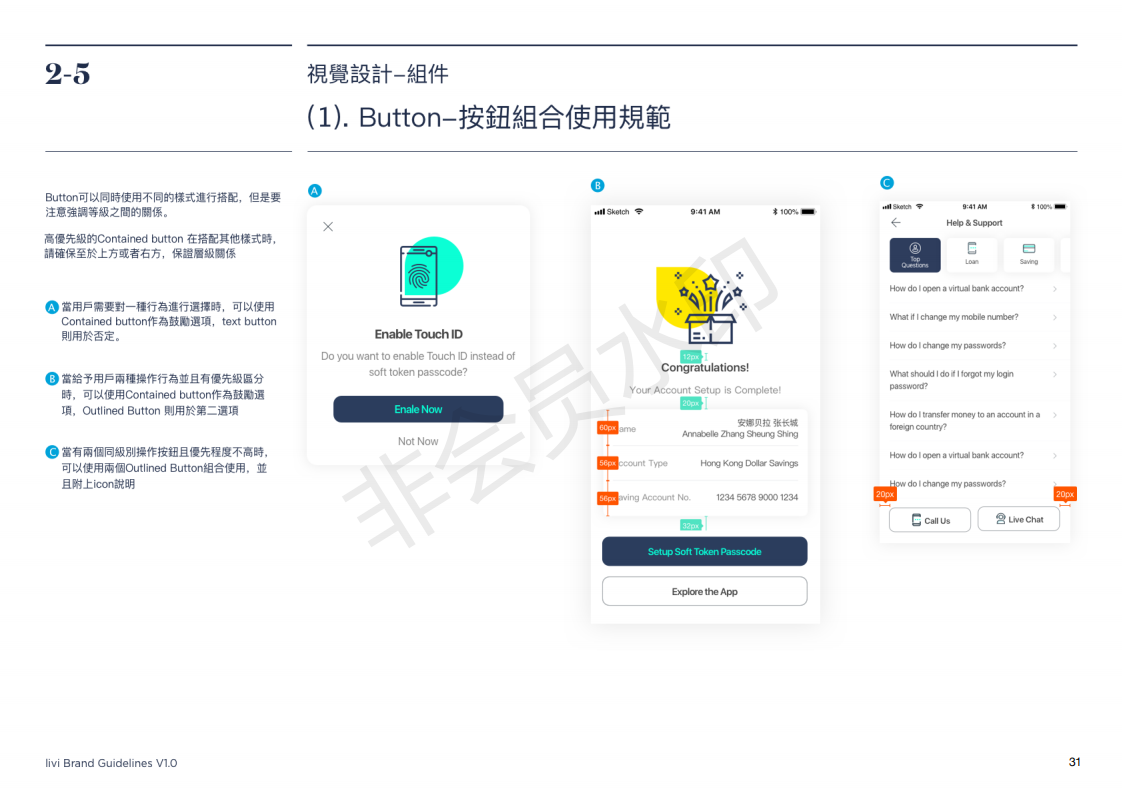 2-5
視覺設計–組件
(1). Button–按鈕組合使用規範
Button可以同時使用不同的樣式進行搭配，但是要
注意強調等級之間的關係。
高優先級的Contained button 在搭配其他樣式時，
請確保至於上方或者右方，保證層級關係
A 當用戶需要對一種行為進行選擇時，可以使用
Contained button作為鼓勵選項，text button
則用於否定。
B 當給予用戶兩種操作行為並且有優先級區分
時，可以使用Contained button作為鼓勵選
項，Outlined Button 則用於第二選項
C 當有兩個同級別操作按鈕且優先程度不高時，
可以使用兩個Outlined Button組合使用，並
且附上icon說明
A
Enable Touch ID
Do you want to enable Touch ID instead of
soft token passcode?
Enale Now
Not Now
B
Sketch 9:41 AM 100%
12px
Congratulations!
Your Account Setup is Complete!
20px
60px ame 安娜贝拉 张长城
Annabelle Zhang Sheung Shing
56px ccount Type Hong Kong Dollar Savings
56px aving Account No. 1234 5678 9000 1234
32px
Setup Soft Token Passcode
Explore the App
C
Sketch 9:41 AM 100%
Help & Support
Top
Questions
Loan
Saving
How do I open a virtual bank account?
What if I change my mobile number?
How do I change my passwords?
What should I do if I forgot my login
password?
How do I transfer money to an account in a
foreign country?
How do I open a virtual bank account?
How do I change my passwords?
20px 20px
Call Us
Live Chat
非会员水印
livi Brand Guidelines V1.0
31